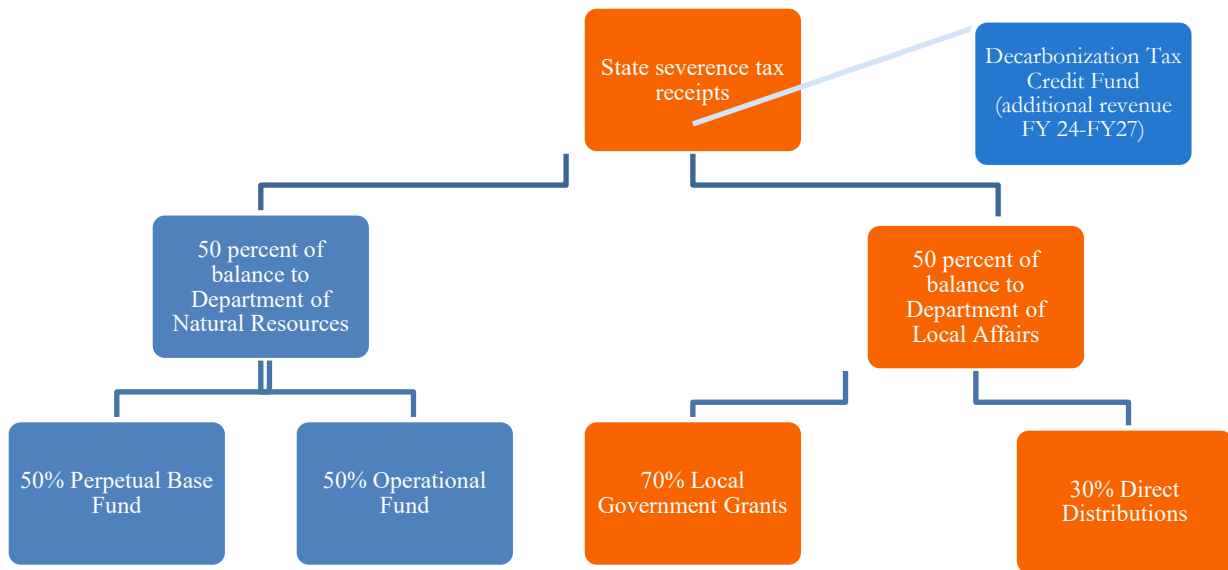 State severence tax
receipts
Decarbonization Tax
Credit Fund
(additional revenue
FY 24-FY27)
50 percent of
balance to
Department of
Natural Resources
50 percent of
balance to
Department of
Local Affairs
50% Perpetual Base
Fund
50% Operational
Fund
70% Local
Government Grants
30% Direct
Distributions